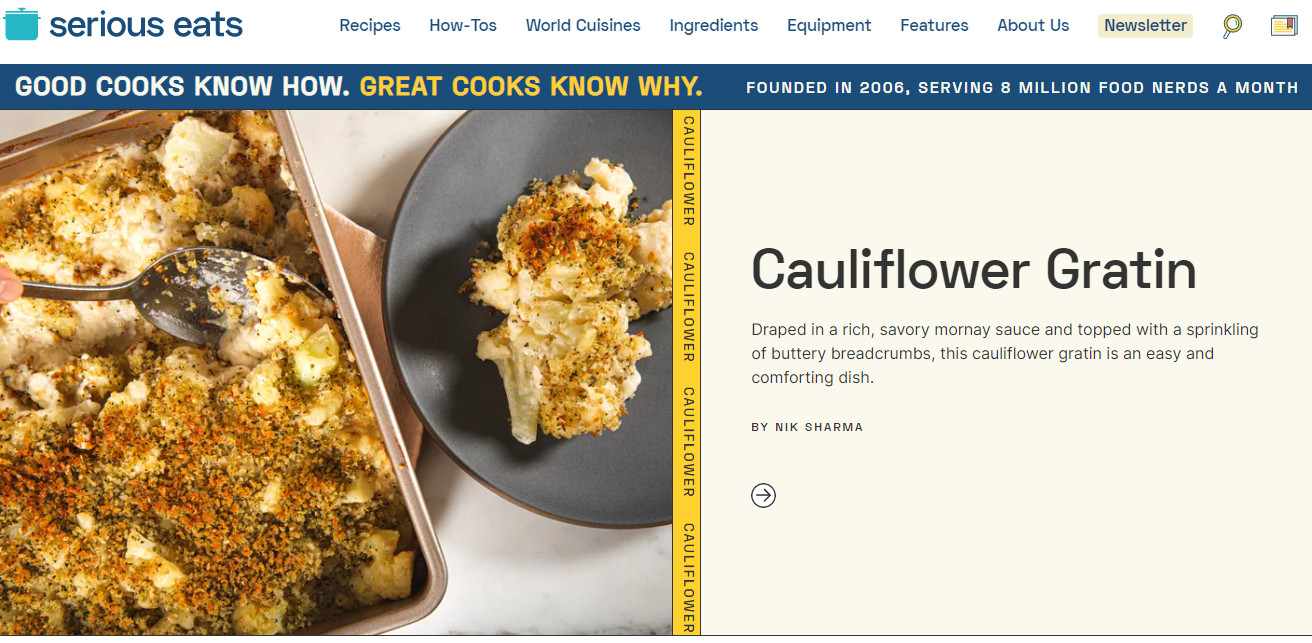 serious eats
Recipes How-Tos World Cuisines Ingredients Equipment Features About Us Newsletter
GOOD COOKS KNOW HOW. GREAT COOKS KNOW WHY. FOUNDED IN 2006, SERVING 8 MILLION FOOD NERDS A MONTH
CAULIFLOWER CAULIFLOWER CAULIFLOWER CAULIFLOWER
Cauliflower Gratin
Draped in a rich, savory mornay sauce and topped with a sprinkling
of buttery breadcrumbs, this cauliflower gratin is an easy and
comforting dish.
BY NIK SHARMA